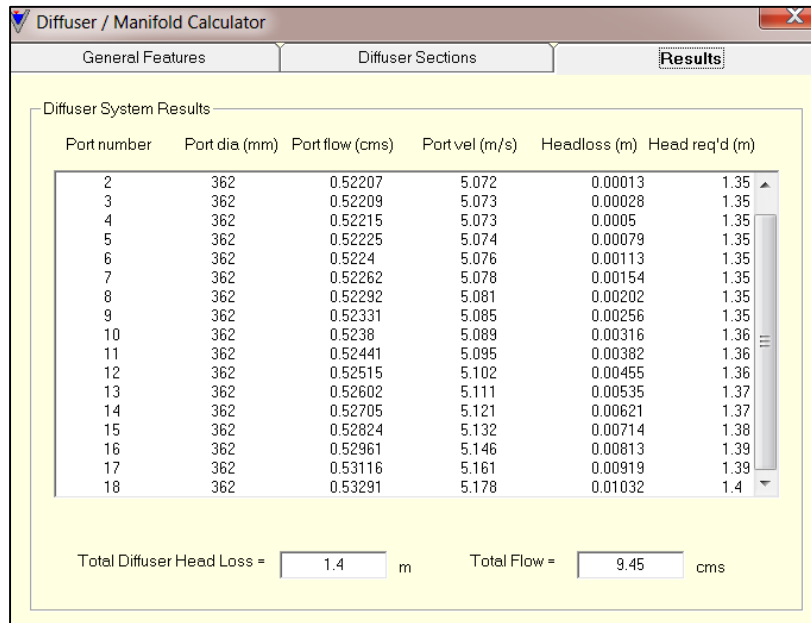 Diffuser / Manifold Calculator
General Features Diffuser Sections Results
Diffuser System Results
Port number Port dia (mm) Port flow (cms) Port vel (m/s) Headloss (m) Head req'd (m)
2 362 0.52207 5.072 0.00013 1.35
3 362 0.52209 5.073 0.00028 1.35
4 362 0.52215 5.073 0.0005 1.35
5 362 0.52225 5.074 0.00079 1.35
6 362 0.5224 5.076 0.00113 1.35
7 362 0.52262 5.078 0.00154 1.35
8 362 0.52292 5.081 0.00202 1.35
9 362 0.52331 5.085 0.00256 1.35
10 362 0.5238 5.089 0.00316 1.36
11 362 0.52441 5.095 0.00382 1.36
12 362 0.52515 5.102 0.00455 1.36
13 362 0.52602 5.111 0.00535 1.37
14 362 0.52705 5.121 0.00621 1.37
15 362 0.52824 5.132 0.00714 1.38
16 362 0.52961 5.146 0.00813 1.39
17 362 0.53116 5.161 0.00919 1.39
18 362 0.53291 5.178 0.01032 1.4
Total Diffuser Head Loss = 1.4 m Total Flow = 9.45 cms